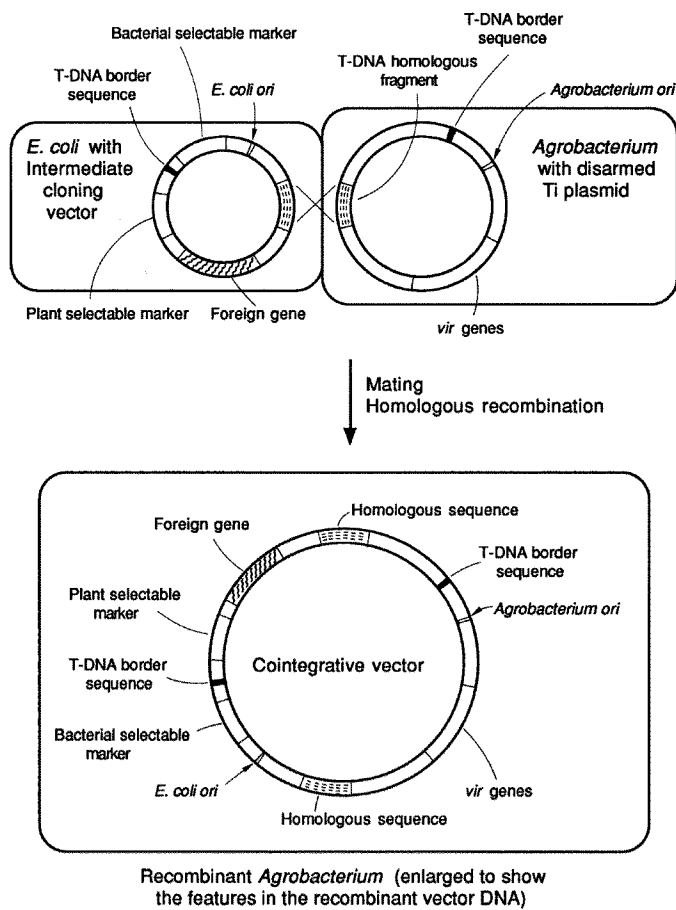 Bacterial selectable marker
T-DNA border
sequence
T-DNA border
sequence
E. coli ori
T-DNA homologous
fragment
Agrobacterium ori
E. coli with
Intermediate
cloning
vector
Agrobacterium
with disarmed
Ti plasmid
Plant selectable marker
Foreign gene
vir genes
Mating
Homologous recombination
Homologous sequence
Foreign gene
T-DNA border
sequence
Plant selectable
marker
Agrobacterium ori
T-DNA border
sequence
Cointegrative vector
Bacterial selectable
marker
E. coli ori
vir genes
Homologous sequence
Recombinant Agrobacterium (enlarged to show
the features in the recombinant vector DNA)